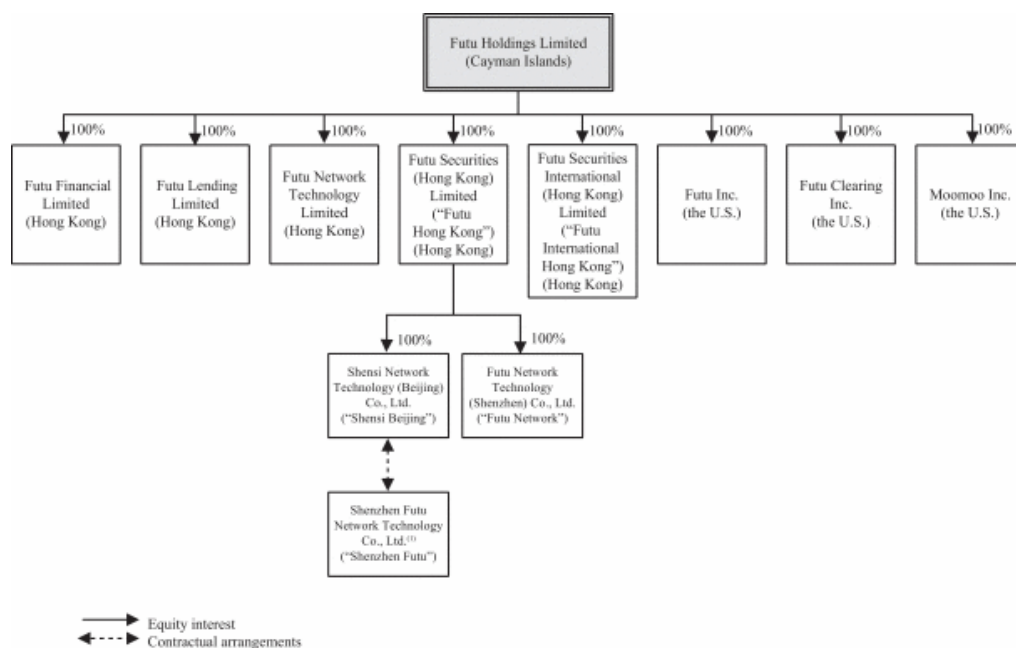 Futu Holdings Limited
(Cayman Islands)
100%
100%
100%
100%
100%
100%
100%
100%
Futu Financial
Limited
(Hong Kong)
Futu Lending
Limited
(Hong Kong)
Futu Network
Technology
Limited
(Hong Kong)
Futu Securities
(Hong Kong)
Limited
(“Futu
Hong Kong”)
(Hong Kong)
Futu Securities
International
(Hong Kong)
Limited
(“Futu
International
Hong Kong”)
(Hong Kong)
Futu Inc.
(the U.S.)
Futu Clearing
Inc.
(the U.S.)
Moomoo Inc.
(the U.S.)
100%
100%
Shensi Network
Technology (Beijing)
Co., Ltd.
(“Shensi Beijing”)
Futu Network
Technology
(Shenzhen) Co., Ltd.
(“Futu Network”)
Shenzhen Futu
Network Technology
Co., Ltd.(1)
(“Shenzhen Futu”)
Equity interest
Contractual arrangements